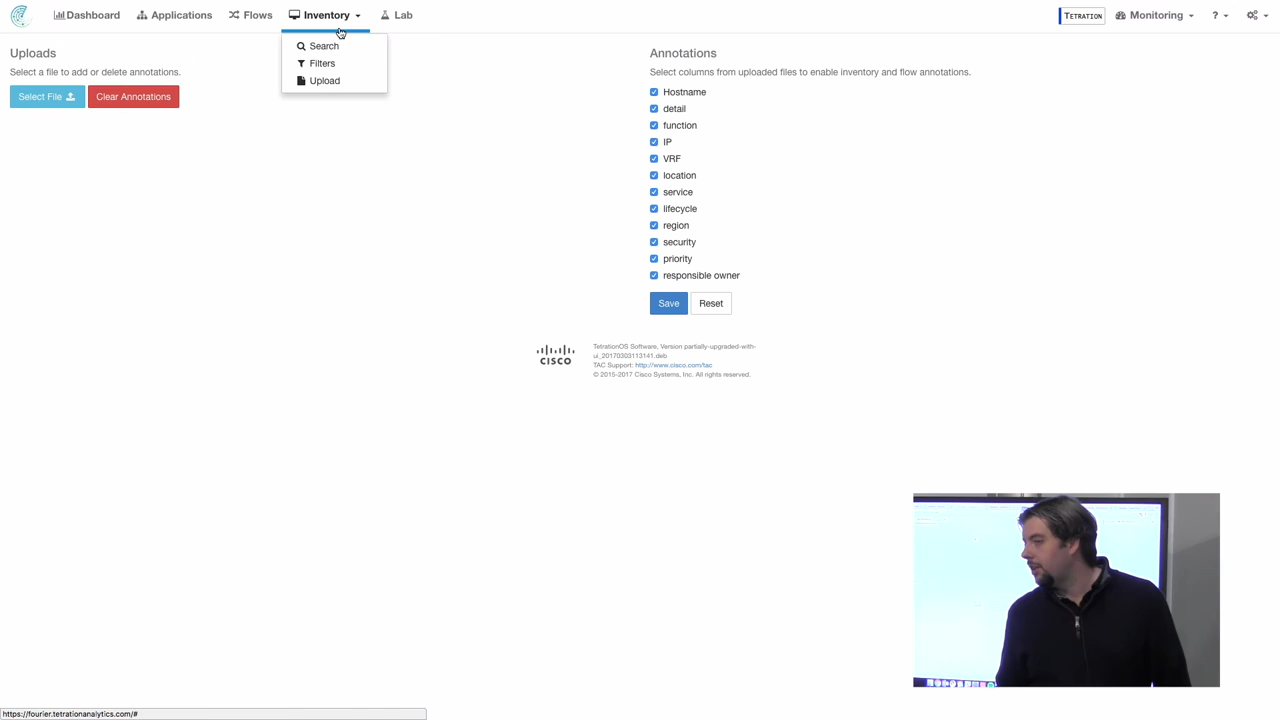 Dashboard Applications Flows Inventory Lab TETRATION Monitoring ?
Search
Filters
Upload
Uploads
Select a file to add or delete annotations.
Select File Clear Annotations
Annotations
Select columns from uploaded files to enable inventory and flow annotations.
Hostname
detail
function
IP
VRF
location
service
lifecycle
region
security
priority
responsible owner
Save Reset
CISCO
TetrationOS Software, Version partially-upgraded-with-
ui_20170303113141.deb
TAC Support: http://www.cisco.com/tac
© 2015-2017 Cisco Systems, Inc. All rights reserved.
https://fourier.tetrationanalytics.com/#